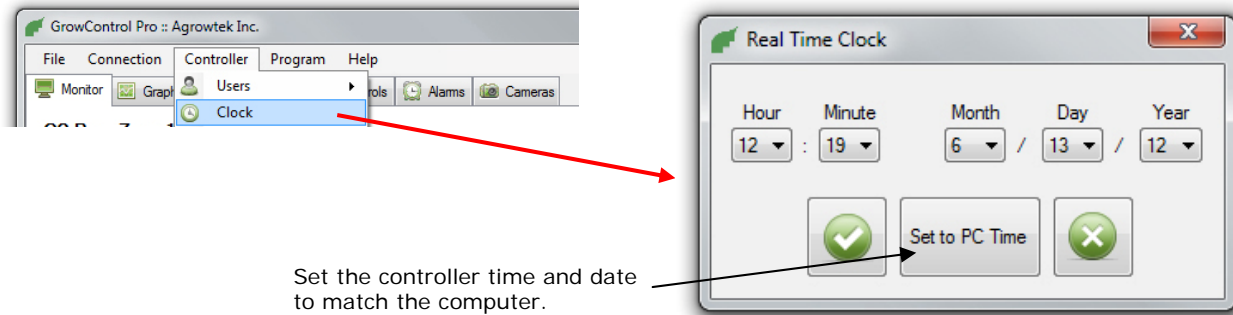 GrowControl Pro :: Agrowtek Inc.
File Connection Controller Program Help
Monitor Graph rols Alarms Cameras
Users
Clock
Real Time Clock
Hour Minute Month Day Year
12 : 19 6 / 13 / 12
Set to PC Time
Set the controller time and date
to match the computer.